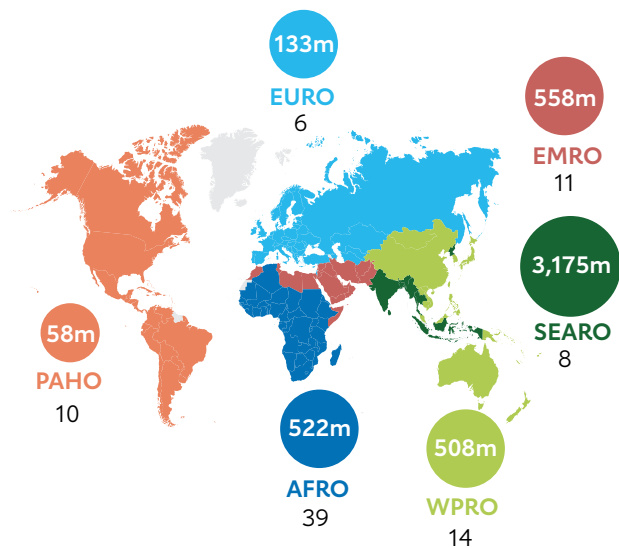 133m
EURO
6
558m
EMRO
11
3,175m
SEARO
8
58m
PAHO
10
522m
AFRO
39
508m
WPRO
14